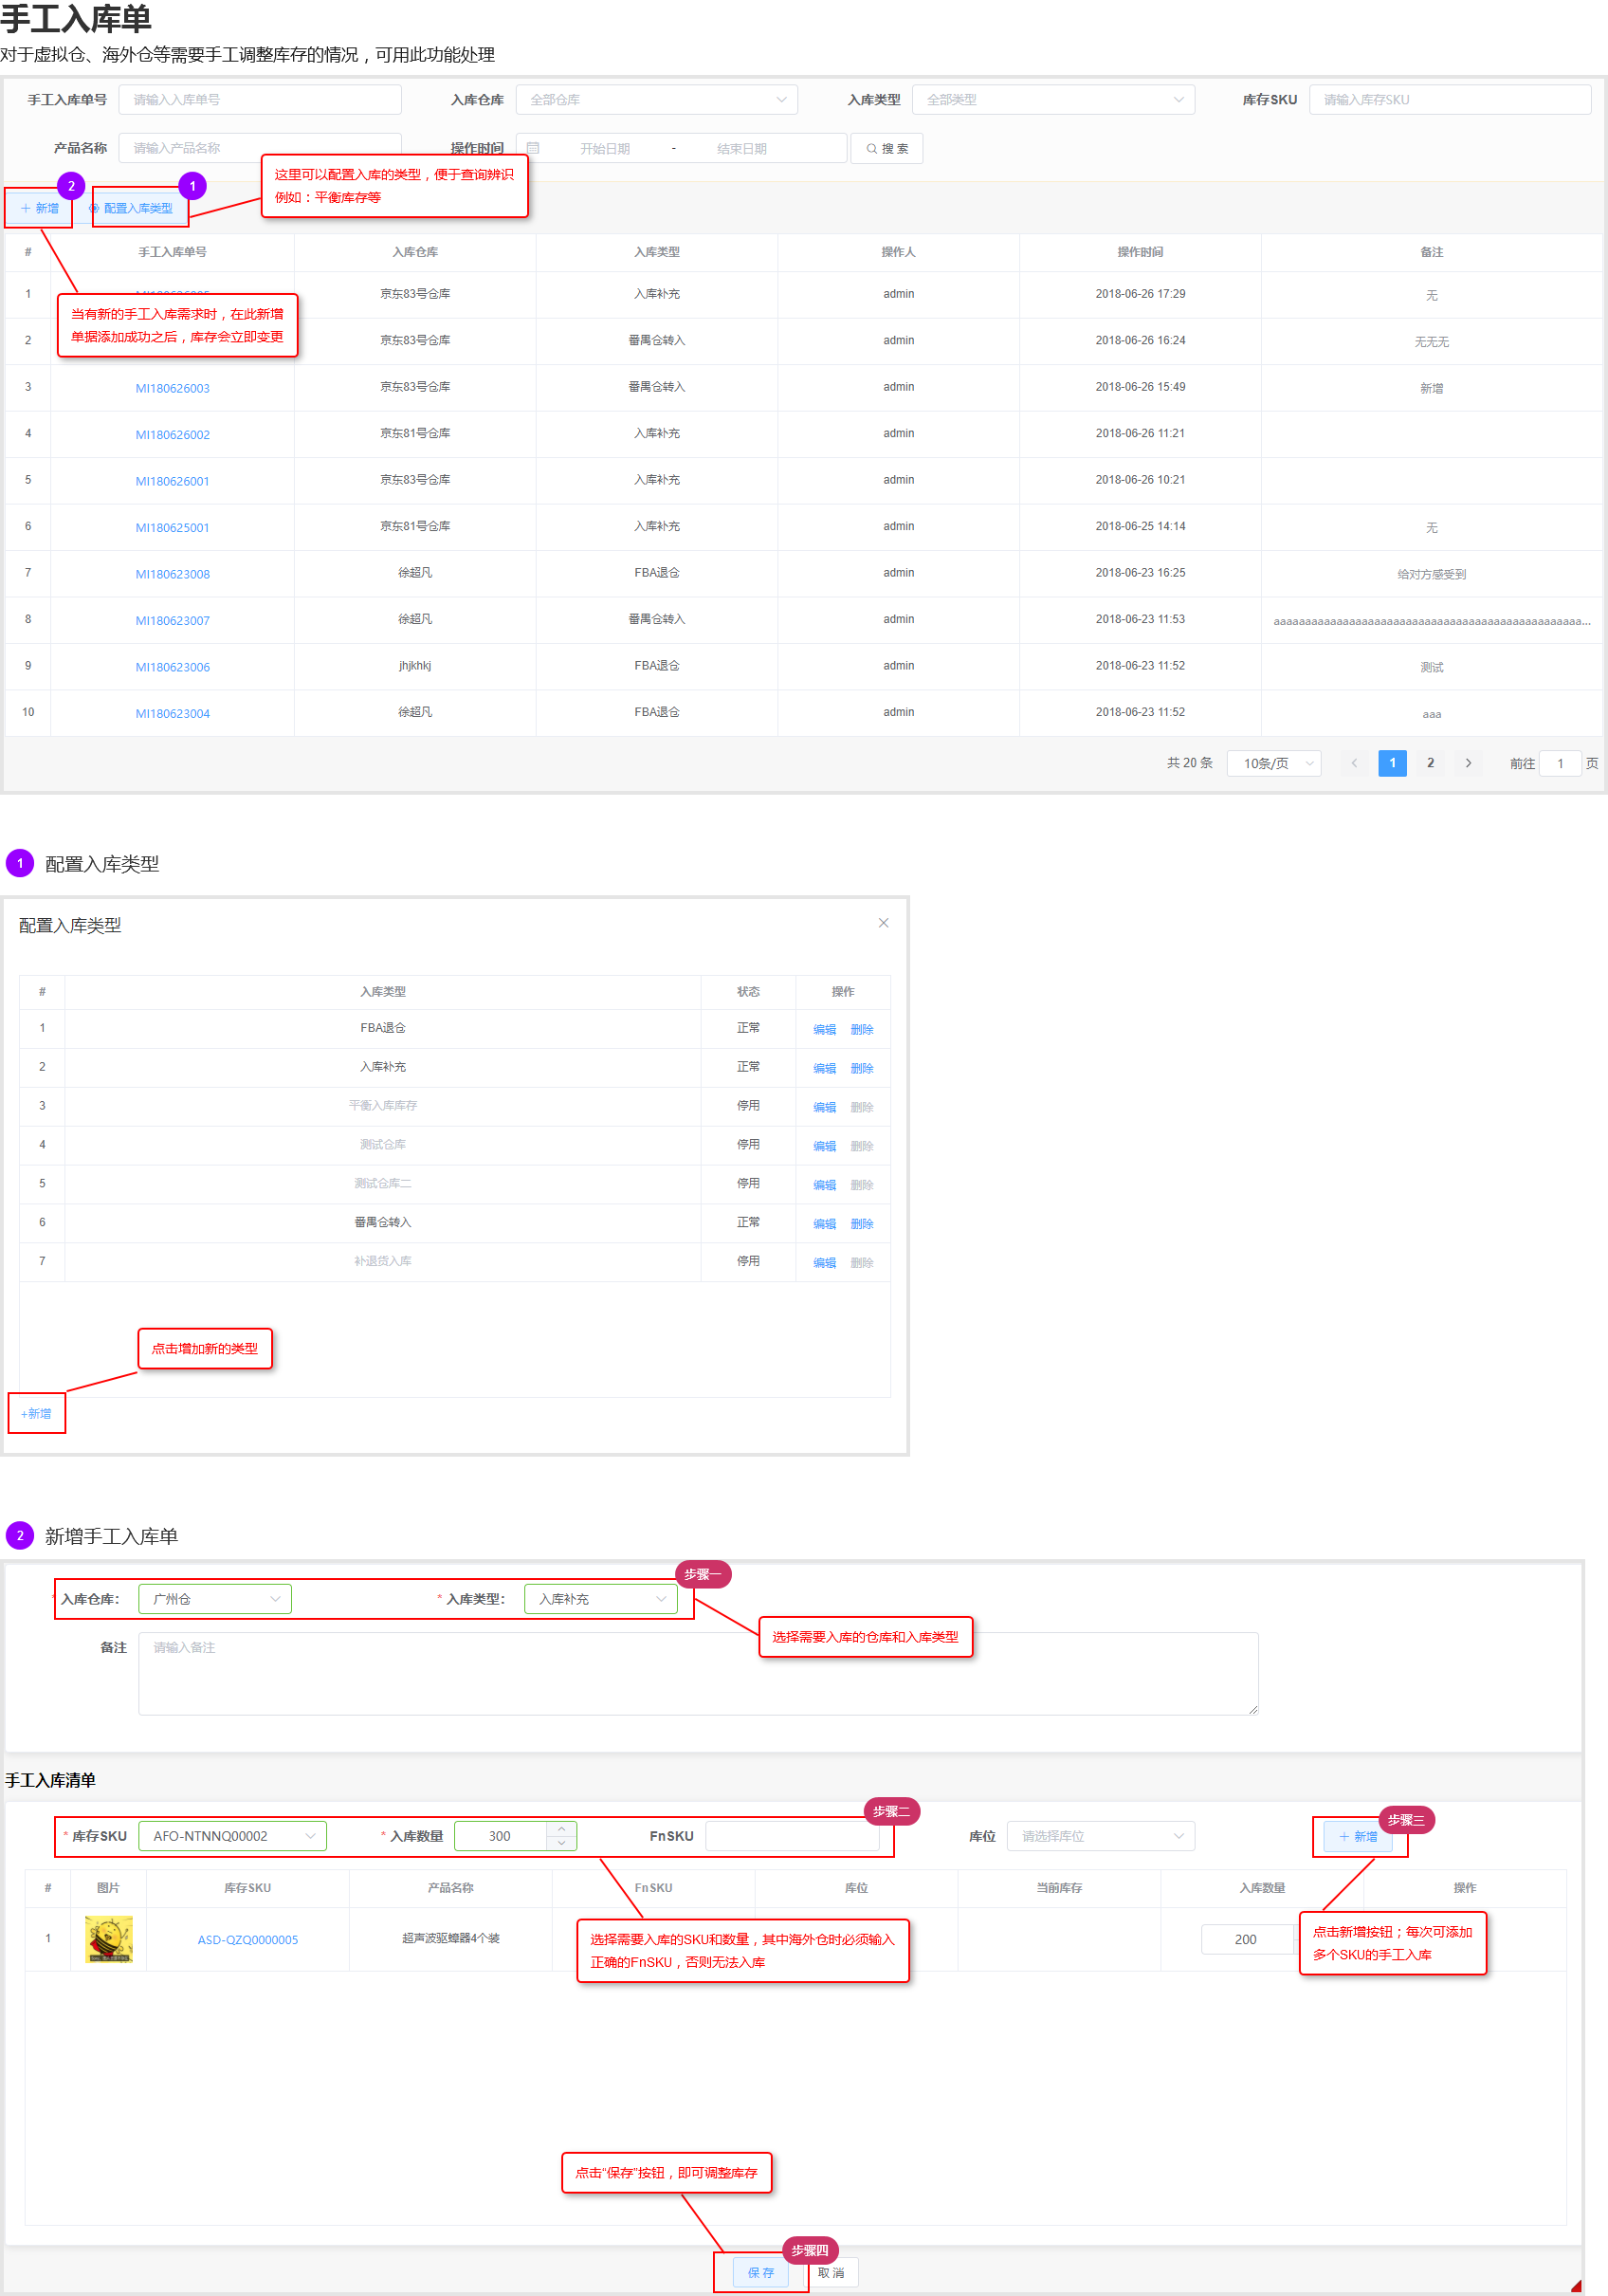 手工入库单
对于虚拟仓、海外仓等需要手工调整库存的情况，可用此功能处理
手工入库单号 请输入入库单号 入库仓库 全部仓库 入库类型 全部类型 库存SKU 请输入库存SKU
产品名称 请输入产品名称 操作时间 开始日期 - 结束日期 搜 索
这里可以配置入库的类型，便于查询辨识
例如：平衡库存等
2 1
+ 新增 配置入库类型
# 手工入库单号 入库仓库 入库类型 操作人 操作时间 备注
1 京东83号仓库 入库补充 admin 2018-06-26 17:29 无
当有新的手工入库需求时，在此新增
单据添加成功之后，库存会立即变更
2 京东83号仓库 番禺仓转入 admin 2018-06-26 16:24 无无无
3 MI180626003 京东83号仓库 番禺仓转入 admin 2018-06-26 15:49 新增
4 MI180626002 京东81号仓库 入库补充 admin 2018-06-26 11:21
5 MI180626001 京东83号仓库 入库补充 admin 2018-06-26 10:21
6 MI180625001 京东81号仓库 入库补充 admin 2018-06-25 14:14 无
7 MI180623008 徐超凡 FBA退仓 admin 2018-06-23 16:25 给对方感受到
8 MI180623007 徐超凡 番禺仓转入 admin 2018-06-23 11:53 aaaaaaaaaaaaaaaaaaaaaaaaaaaaaaaaaaaaaaaaaaaaaaaaa...
9 MI180623006 jhjkhkj FBA退仓 admin 2018-06-23 11:52 测试
10 MI180623004 徐超凡 FBA退仓 admin 2018-06-23 11:52 aaa
共 20 条 10条/页 < 1 2 > 前往 1 页
1 配置入库类型
配置入库类型 ×
# 入库类型 状态 操作
1 FBA退仓 正常 编辑 删除
2 入库补充 正常 编辑 删除
3 平衡入库库存 停用 编辑 删除
4 测试仓库 停用 编辑 删除
5 测试仓库二 停用 编辑 删除
6 番禺仓转入 正常 编辑 删除
7 补退货入库 停用 编辑 删除
点击增加新的类型
+新增
2 新增手工入库单
步骤一
* 入库仓库: 广州仓 * 入库类型: 入库补充
选择需要入库的仓库和入库类型
备注 请输入备注
手工入库清单
步骤二 步骤三
* 库存SKU AFO-NTNNQ00002 * 入库数量 300 FnSKU 库位 请选择库位 + 新增
# 图片 库存SKU 产品名称 FnSKU 库位 当前库存 入库数量 操作
1 ASD-QZQ0000005 超声波驱蟑器4个装 200
选择需要入库的SKU和数量，其中海外仓时必须输入
正确的FnSKU，否则无法入库
点击新增按钮；每次可添加
多个SKU的手工入库
点击“保存”按钮，即可调整库存
步骤四
保 存 取 消